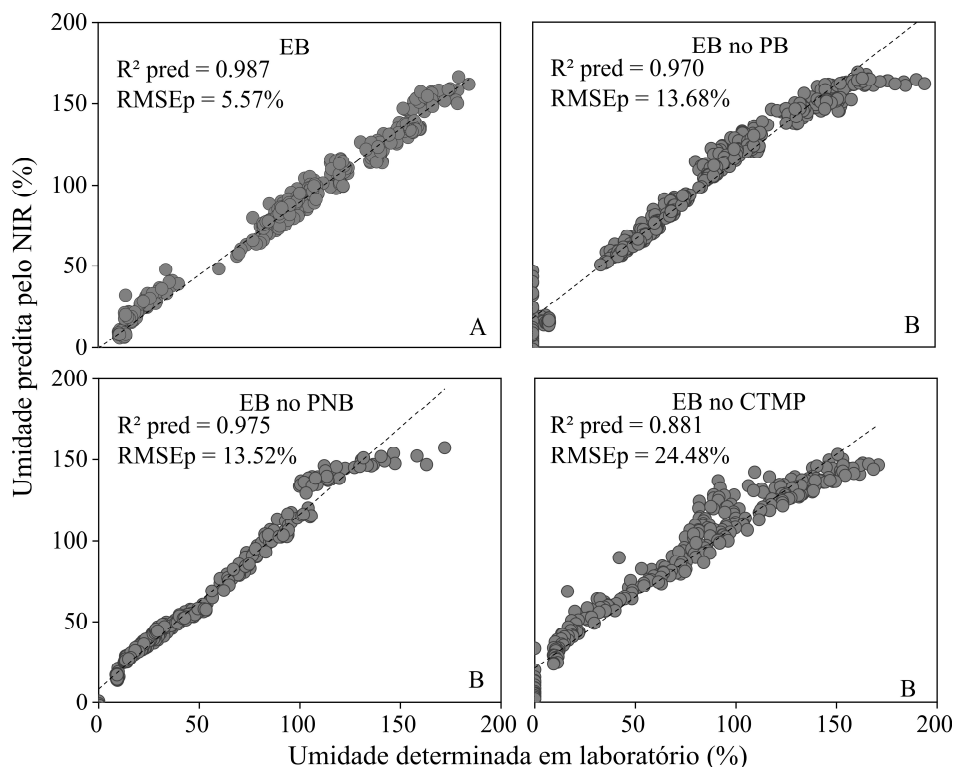 200
EB
R² pred = 0.987
RMSEp = 5.57%
150
100
50
0
A
EB no PB
R² pred = 0.970
RMSEp = 13.68%
B
200
EB no PNB
R² pred = 0.975
RMSEp = 13.52%
150
100
50
0
B
0
50
100
150
200
EB no CTMP
R² pred = 0.881
RMSEp = 24.48%
B
0
50
100
150
200
Umidade predita pelo NIR (%)
Umidade determinada em laboratório (%)